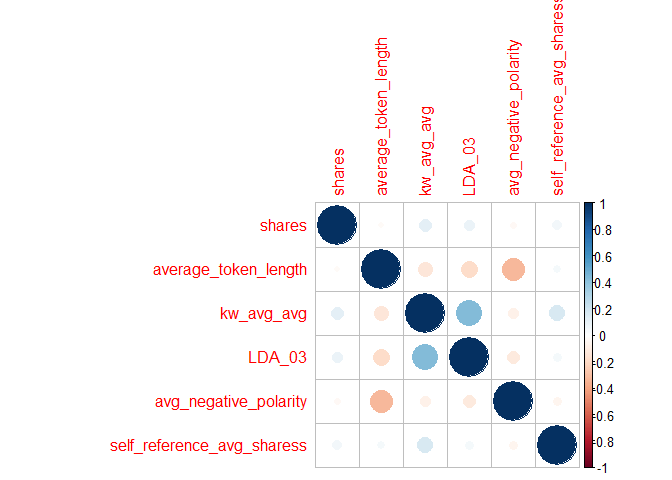 shares
average_token_length
kw_avg_avg
LDA_03
avg_negative_polarity
self_reference_avg_sharess
shares
average_token_length
kw_avg_avg
LDA_03
avg_negative_polarity
self_reference_avg_sharess
1
0.8
0.6
0.4
0.2
0
-0.2
-0.4
-0.6
-0.8
-1